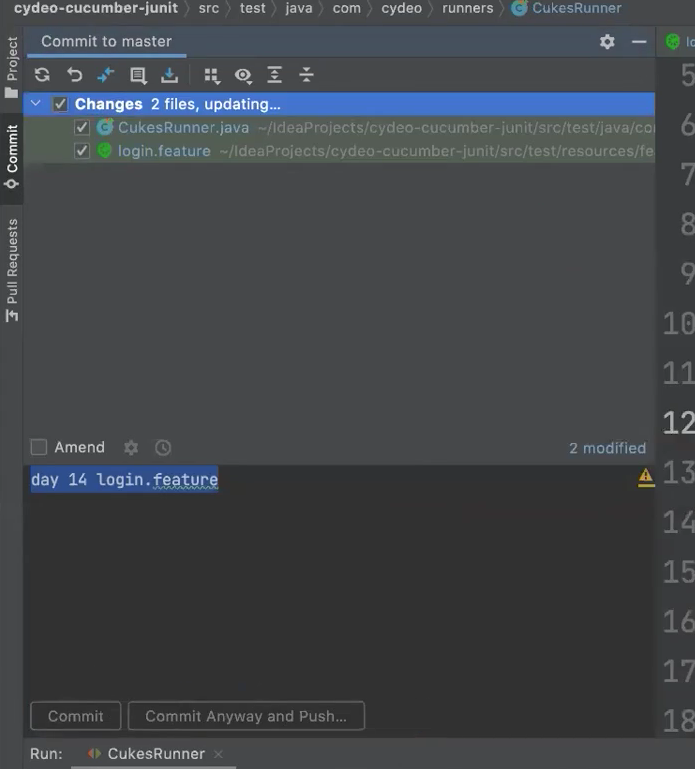 cydeo-cucumber-junit 〉 src 〉 test 〉 java 〉 com 〉 cydeo 〉 runners 〉 CukesRunner
Project
Commit
Pull Requests
Commit to master
Changes 2 files, updating...
CukesRunner.java ~/IdeaProjects/cydeo-cucumber-junit/src/test/java/co
login.feature ~/IdeaProjects/cydeo-cucumber-junit/src/test/resources/fe
Amend
2 modified
day 14 login.feature
Commit
Commit Anyway and Push...
Run: CukesRunner ×
5
6
7
8
9
10
11
12
13
14
15
16
17
18